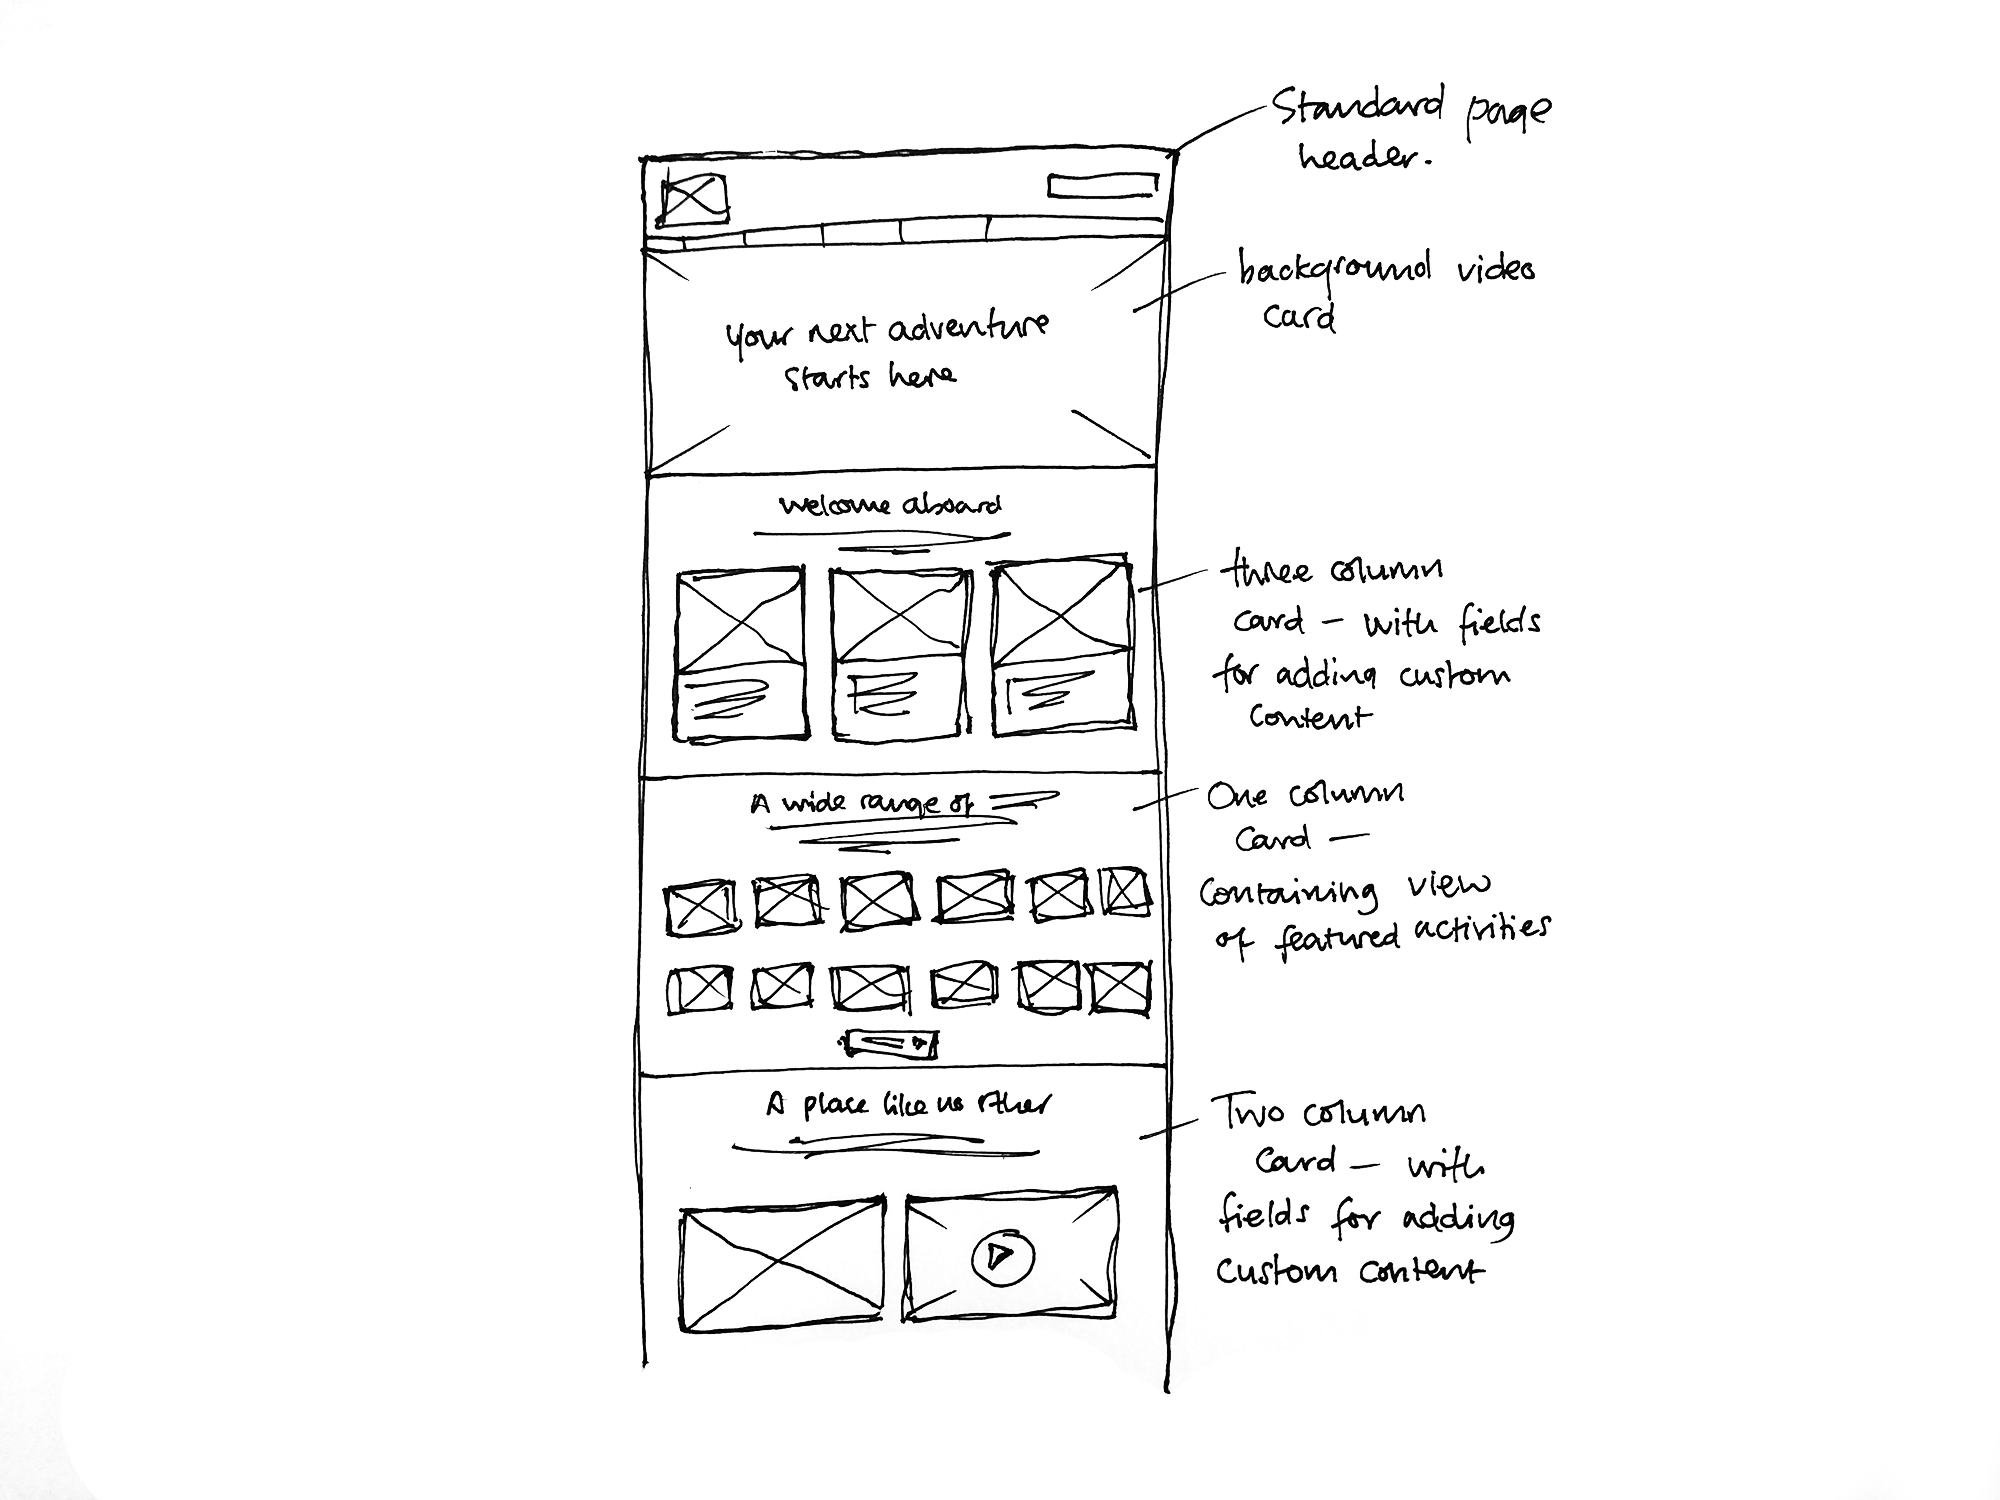 Standard page
header.
background video
card
Your next adventure
starts here
Welcome aboard
three column
card — with fields
for adding custom
content
A wide range of
One column
card —
containing view
of featured activities
A place like no other
Two column
card — with
fields for adding
custom content